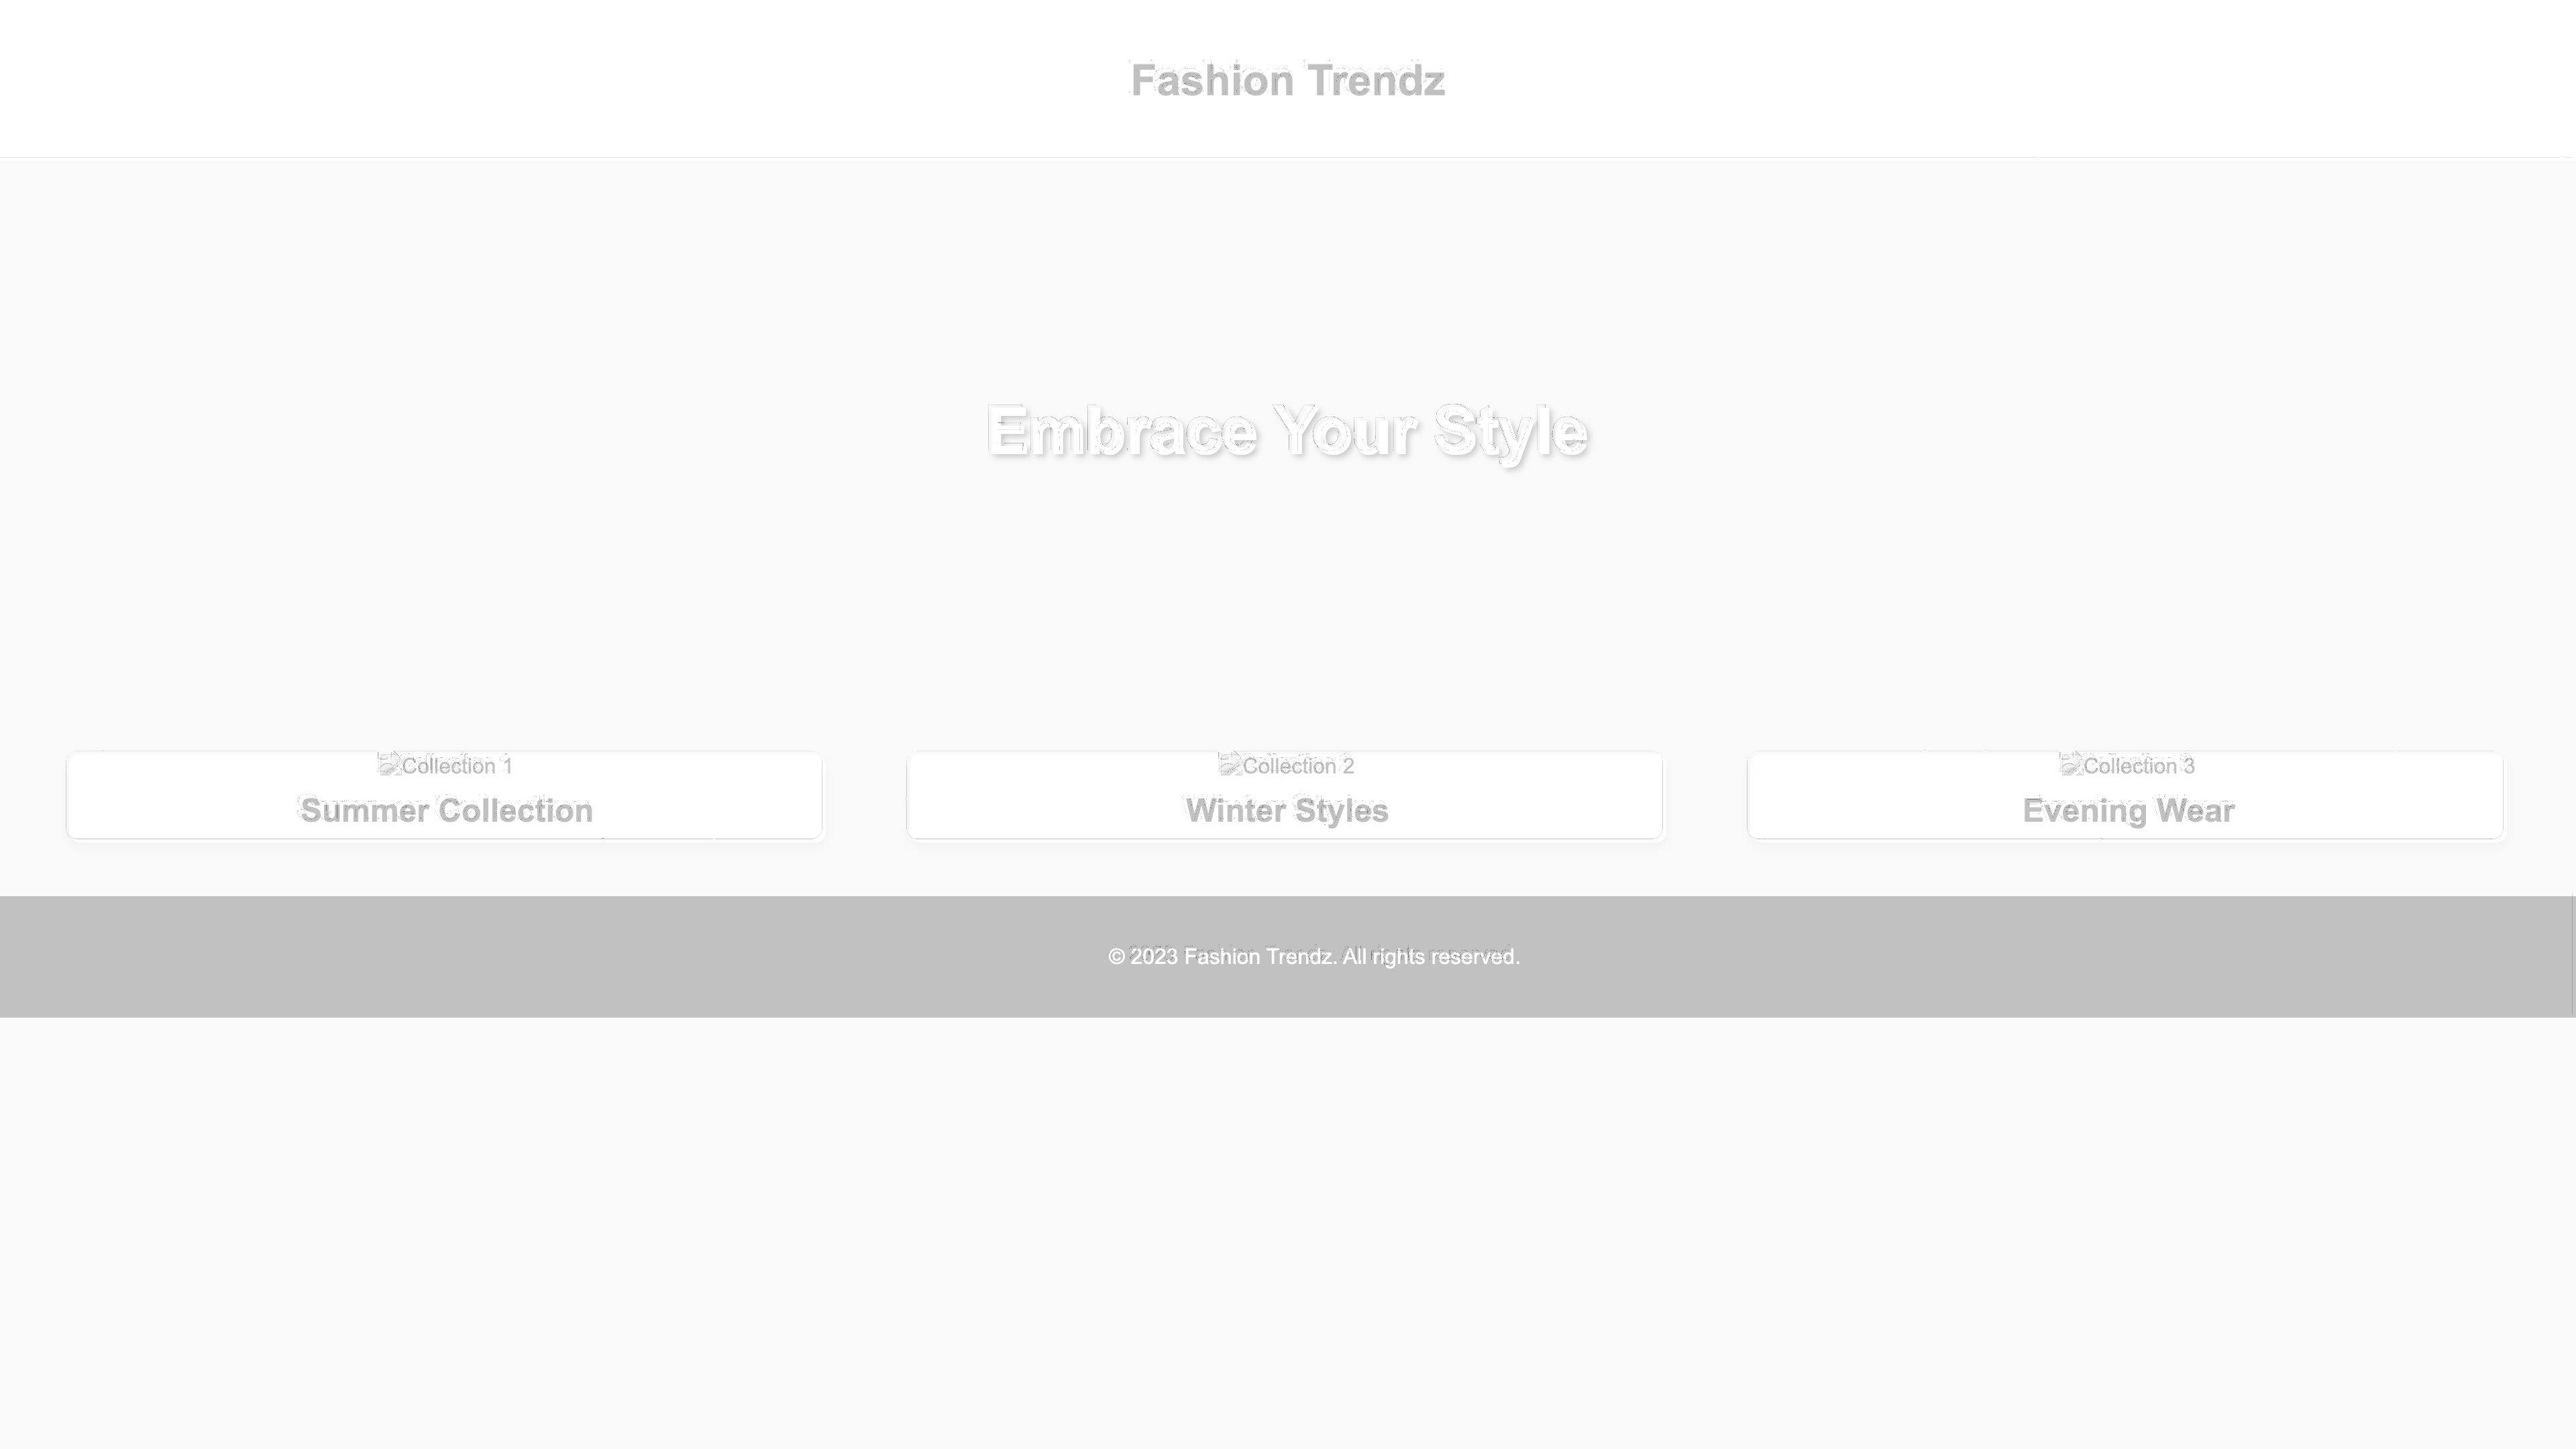 Fashion Trendz
Embrace Your Style
Collection 1
Summer Collection
Collection 2
Winter Styles
Collection 3
Evening Wear
© 2023 Fashion Trendz. All rights reserved.